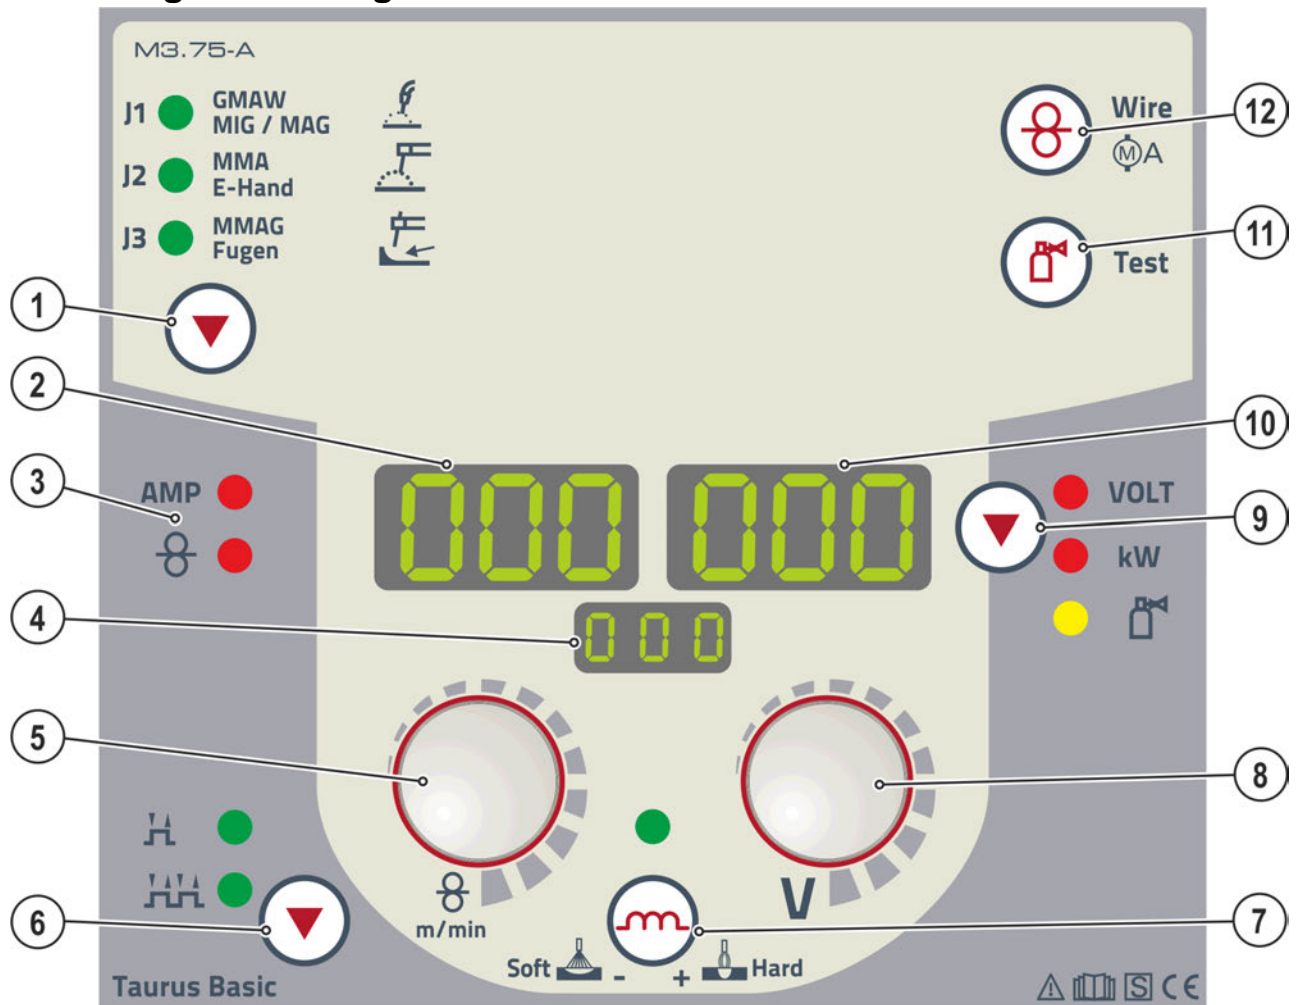 M3.75-A
J1 GMAW MIG / MAG
J2 MMA E-Hand
J3 MMAG Fugen
Wire
M A
Test
1
2
3
4
5
6
7
8
9
10
11
12
AMP
000
000
000
VOLT
kW
m/min
V
Soft - + Hard
Taurus Basic
S CE